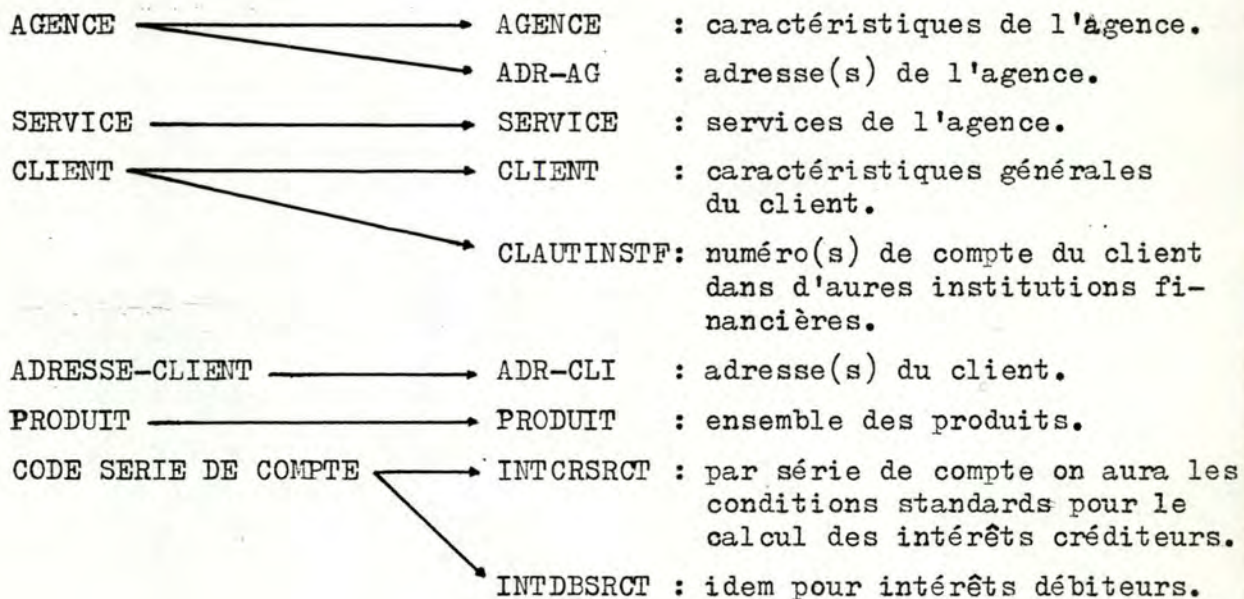 AGENCE AGENCE : caractéristiques de l'agence.
ADR-AG : adresse(s) de l'agence.
SERVICE SERVICE : services de l'agence.
CLIENT CLIENT : caractéristiques générales
du client.
CLAUTINSTF: numéro(s) de compte du client
dans d'aures institutions fi-
nancières.
ADRESSE-CLIENT ADR-CLI : adresse(s) du client.
PRODUIT PRODUIT : ensemble des produits.
CODE SERIE DE COMPTE INTCRSRCT : par série de compte on aura les
conditions standards pour le
calcul des intérêts créditeurs.
INTDBSRCT : idem pour intérêts débiteurs.